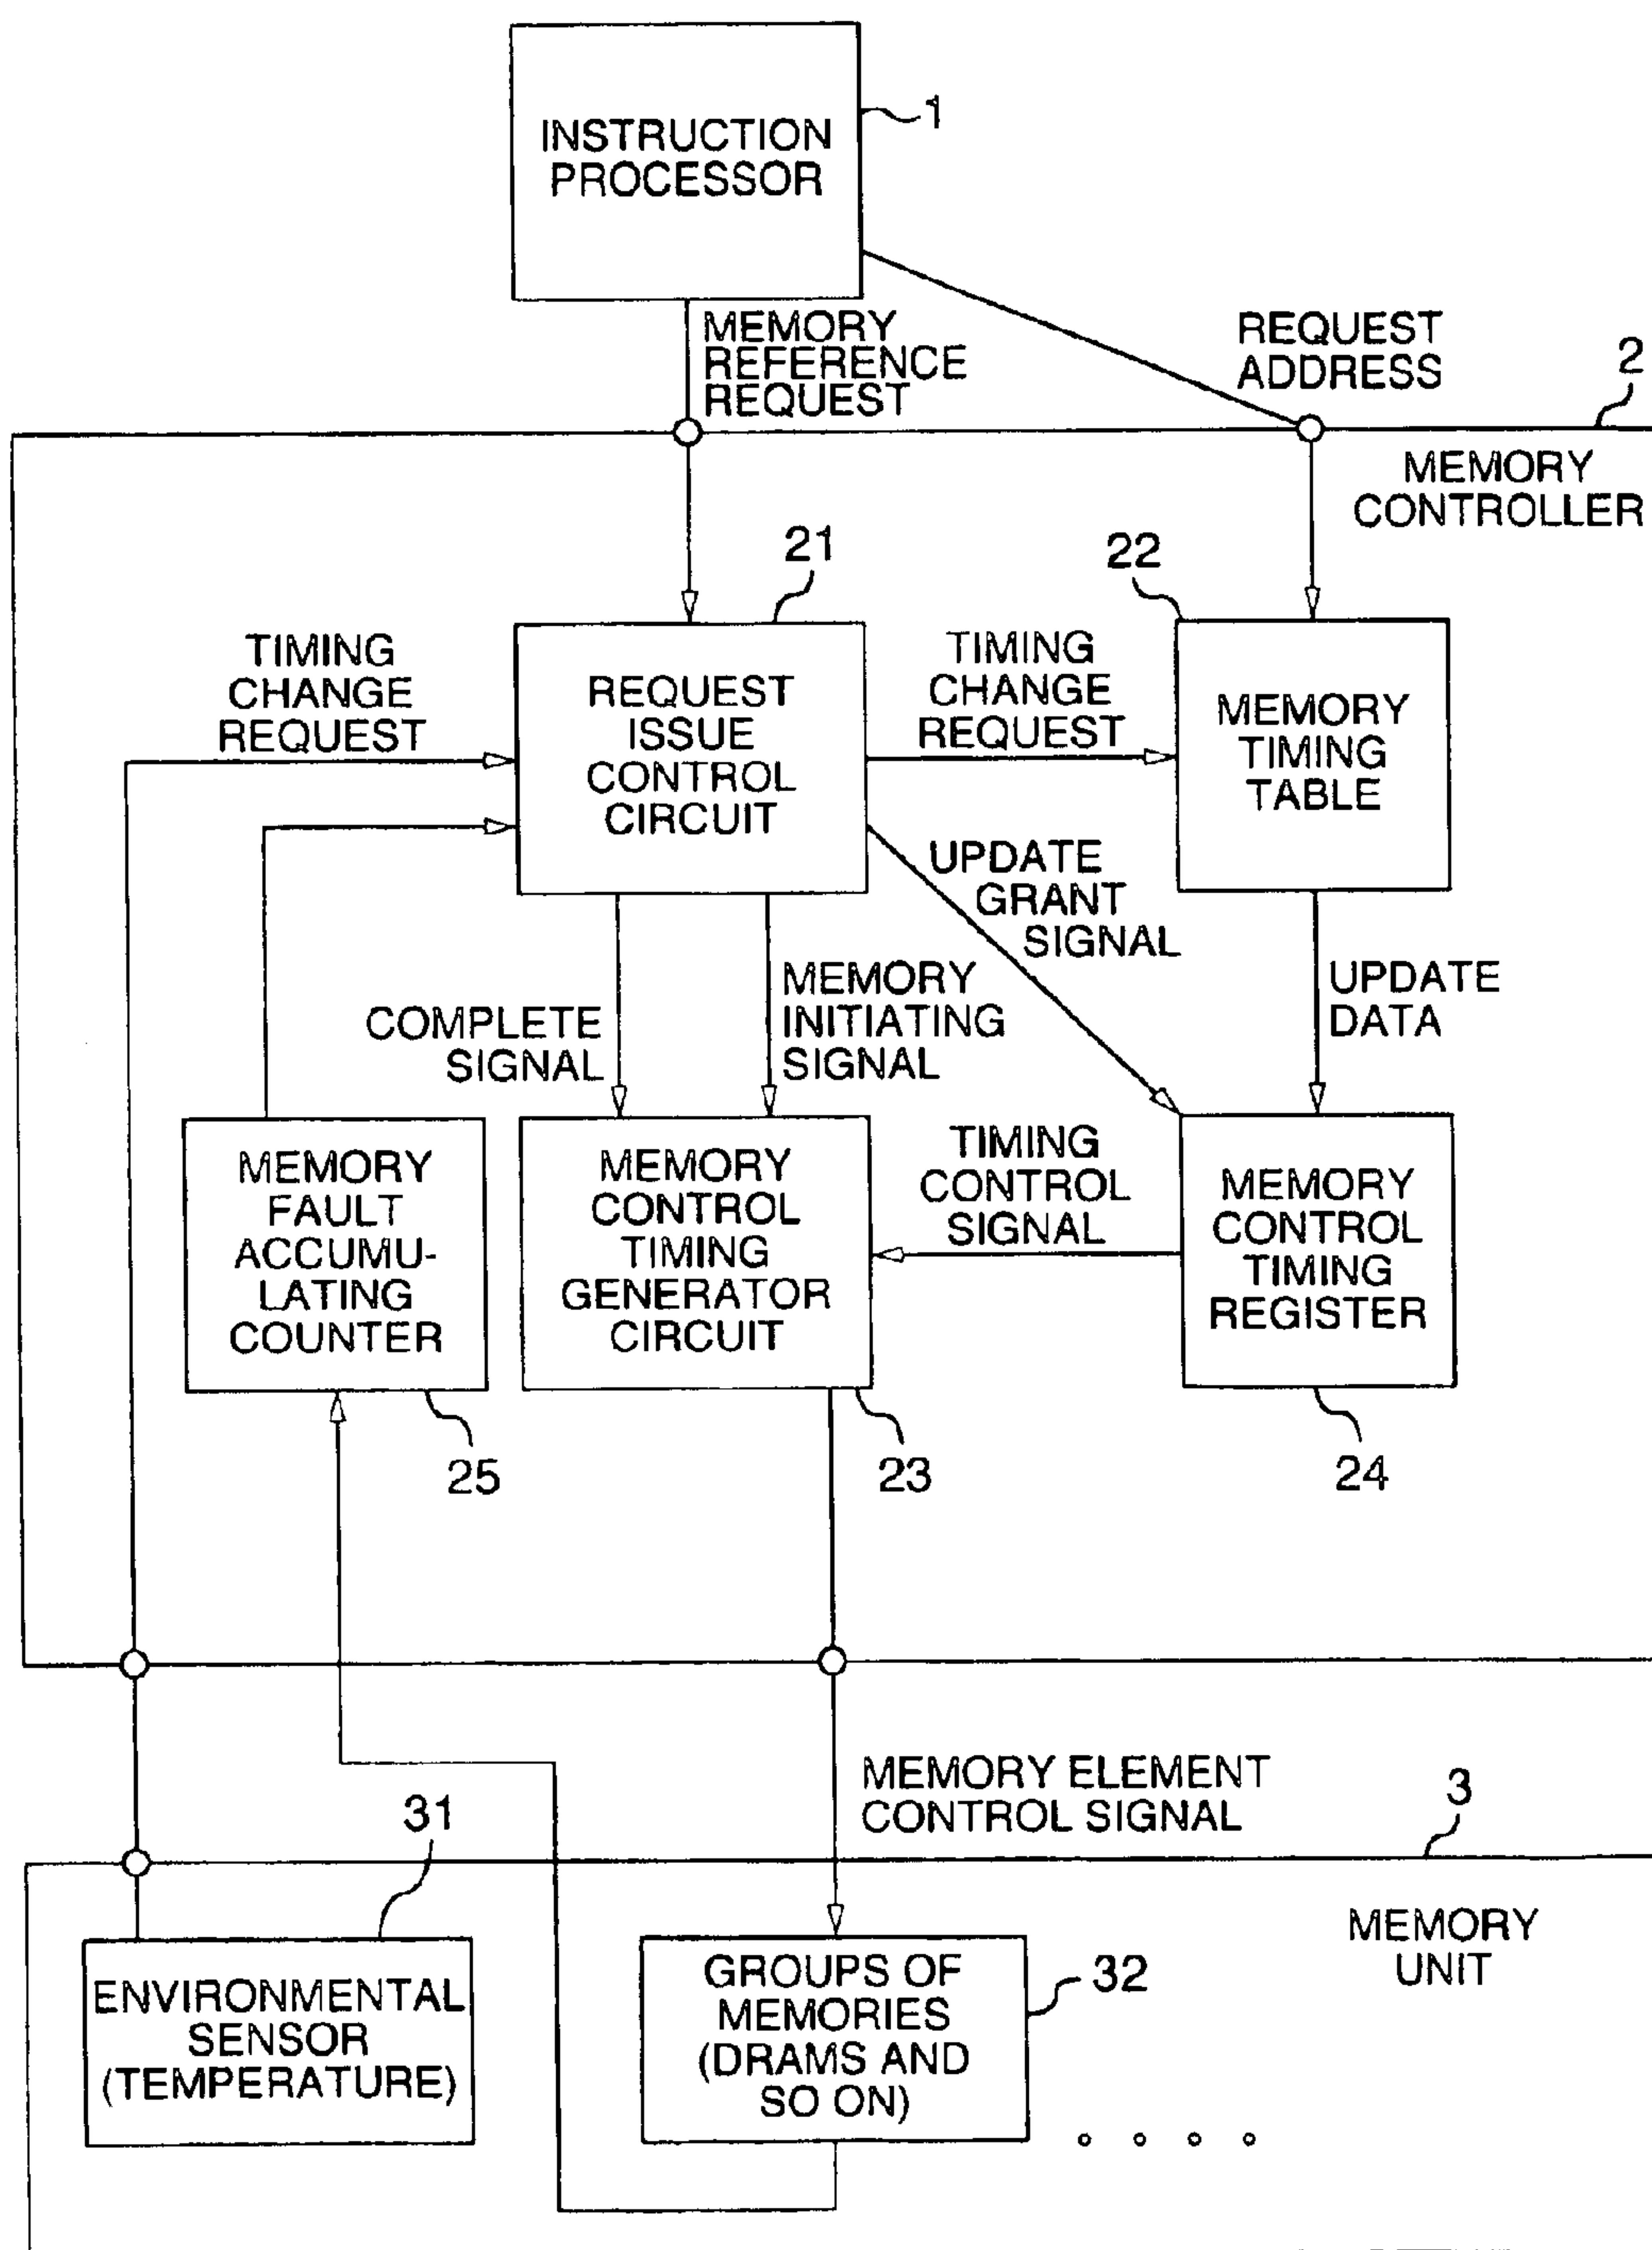 INSTRUCTION
PROCESSOR
1
MEMORY
REFERENCE
REQUEST
REQUEST
ADDRESS
2
MEMORY
CONTROLLER
21
22
TIMING
CHANGE
REQUEST
REQUEST
ISSUE
CONTROL
CIRCUIT
TIMING
CHANGE
REQUEST
MEMORY
TIMING
TABLE
UPDATE
GRANT
SIGNAL
COMPLETE
SIGNAL
MEMORY
INITIATING
SIGNAL
UPDATE
DATA
MEMORY
FAULT
ACCUMU-
LATING
COUNTER
MEMORY
CONTROL
TIMING
GENERATOR
CIRCUIT
TIMING
CONTROL
SIGNAL
MEMORY
CONTROL
TIMING
REGISTER
25
23
24
MEMORY ELEMENT
CONTROL SIGNAL
3
31
MEMORY
UNIT
ENVIRONMENTAL
SENSOR
(TEMPERATURE)
GROUPS OF
MEMORIES
(DRAMS AND
SO ON)
32